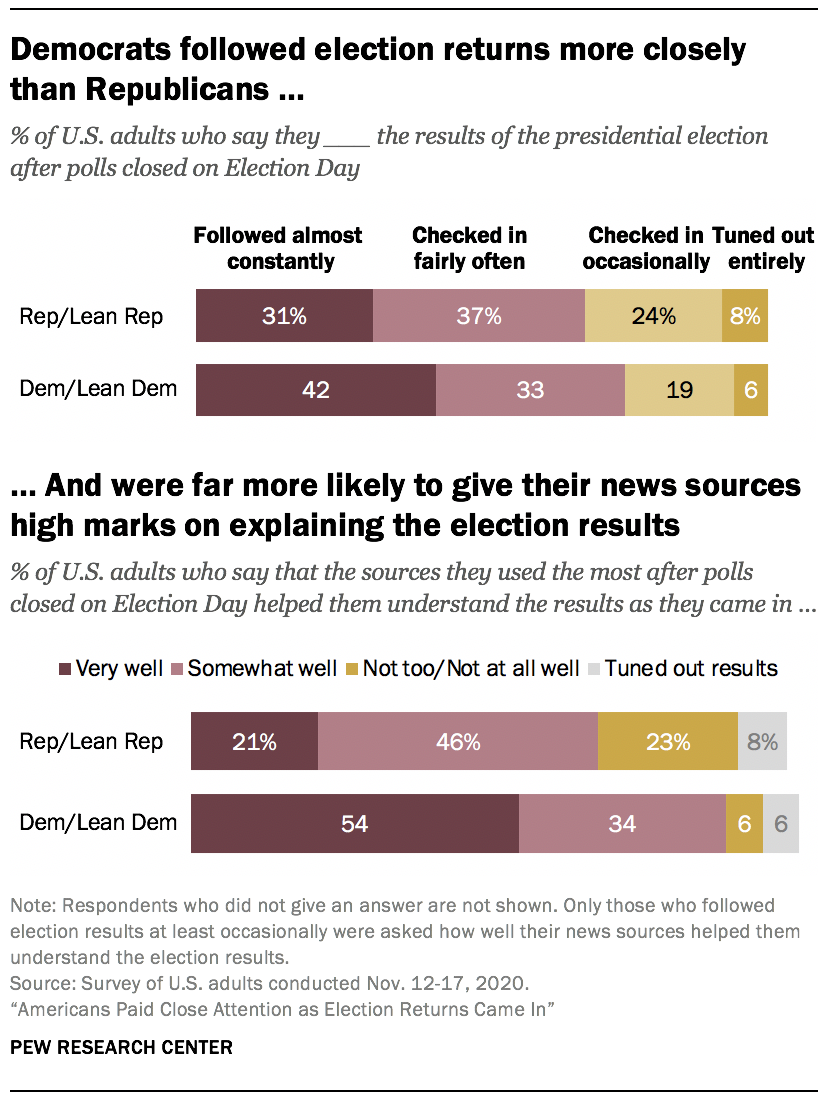 Democrats followed election returns more closely
than Republicans ...
% of U.S. adults who say they ___ the results of the presidential election
after polls closed on Election Day
Followed almost constantly
Checked in fairly often
Checked in occasionally
Tuned out entirely
Rep/Lean Rep 31% 37% 24% 8%
Dem/Lean Dem 42 33 19 6
... And were far more likely to give their news sources
high marks on explaining the election results
% of U.S. adults who say that the sources they used the most after polls
closed on Election Day helped them understand the results as they came in ...
Very well Somewhat well Not too/Not at all well Tuned out results
Rep/Lean Rep 21% 46% 23% 8%
Dem/Lean Dem 54 34 6 6
Note: Respondents who did not give an answer are not shown. Only those who followed
election results at least occasionally were asked how well their news sources helped them
understand the election results.
Source: Survey of U.S. adults conducted Nov. 12-17, 2020.
“Americans Paid Close Attention as Election Returns Came In”
PEW RESEARCH CENTER